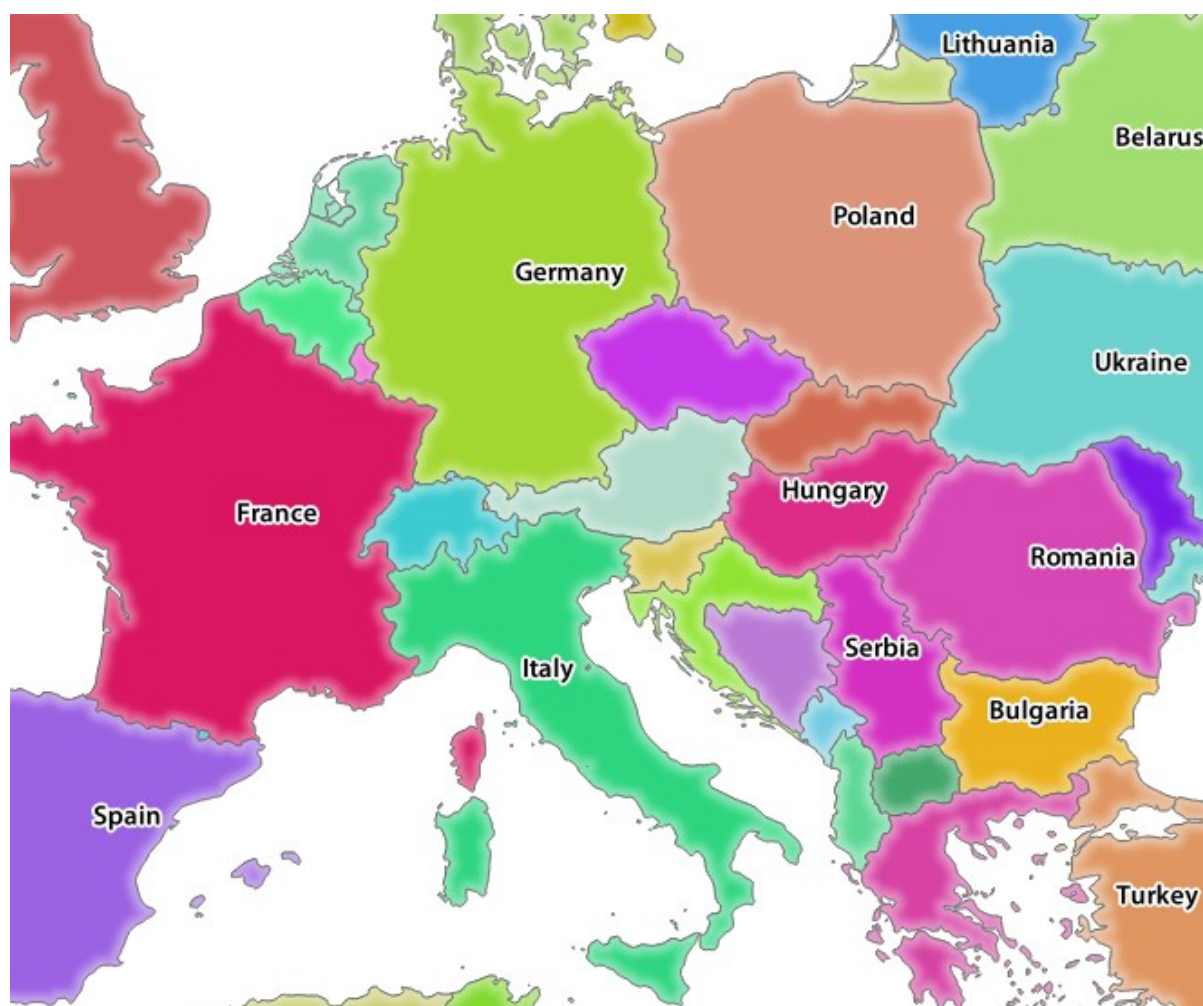 Lithuania
Belarus
Poland
Germany
Ukraine
Hungary
France
Romania
Serbia
Italy
Bulgaria
Spain
Turkey